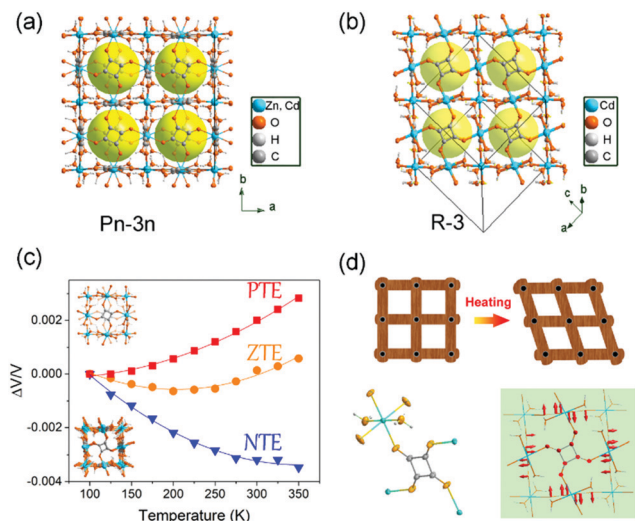 (a)
Zn, Cd
O
H
C
b
a
Pn-3n
(b)
Cd
O
H
C
c
b
a
R-3
(c)
PTE
ZTE
NTE
ΔV/V
0.002
0.000
-0.002
-0.004
100
150
200
250
300
350
Temperature (K)
(d)
Heating